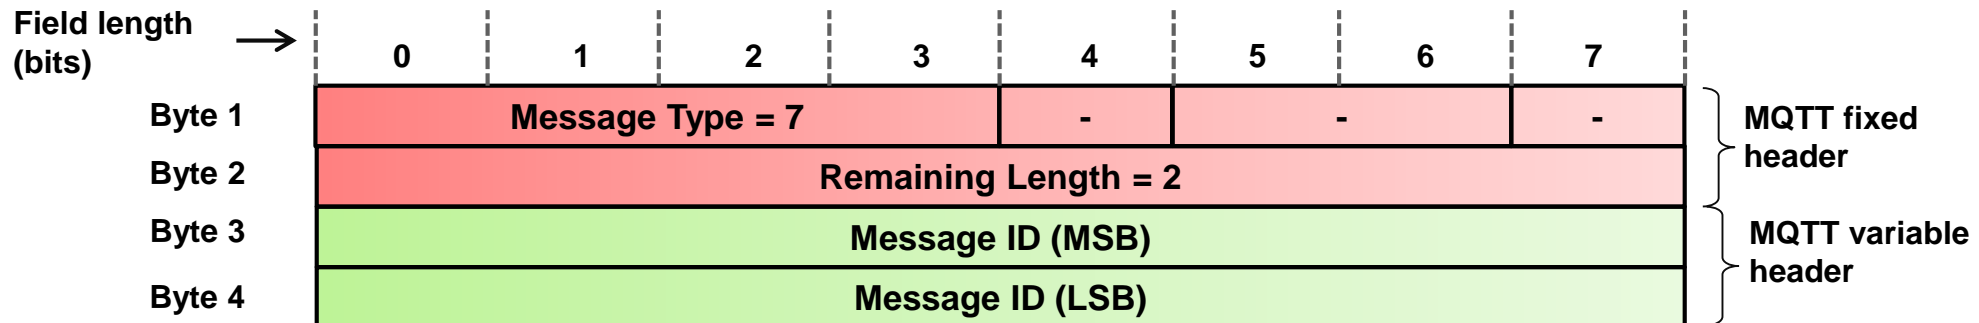 Field length
(bits)
0 1 2 3 4 5 6 7
Byte 1 Message Type = 7 - - - MQTT fixed
header
Byte 2 Remaining Length = 2
Byte 3 Message ID (MSB) MQTT variable
header
Byte 4 Message ID (LSB)